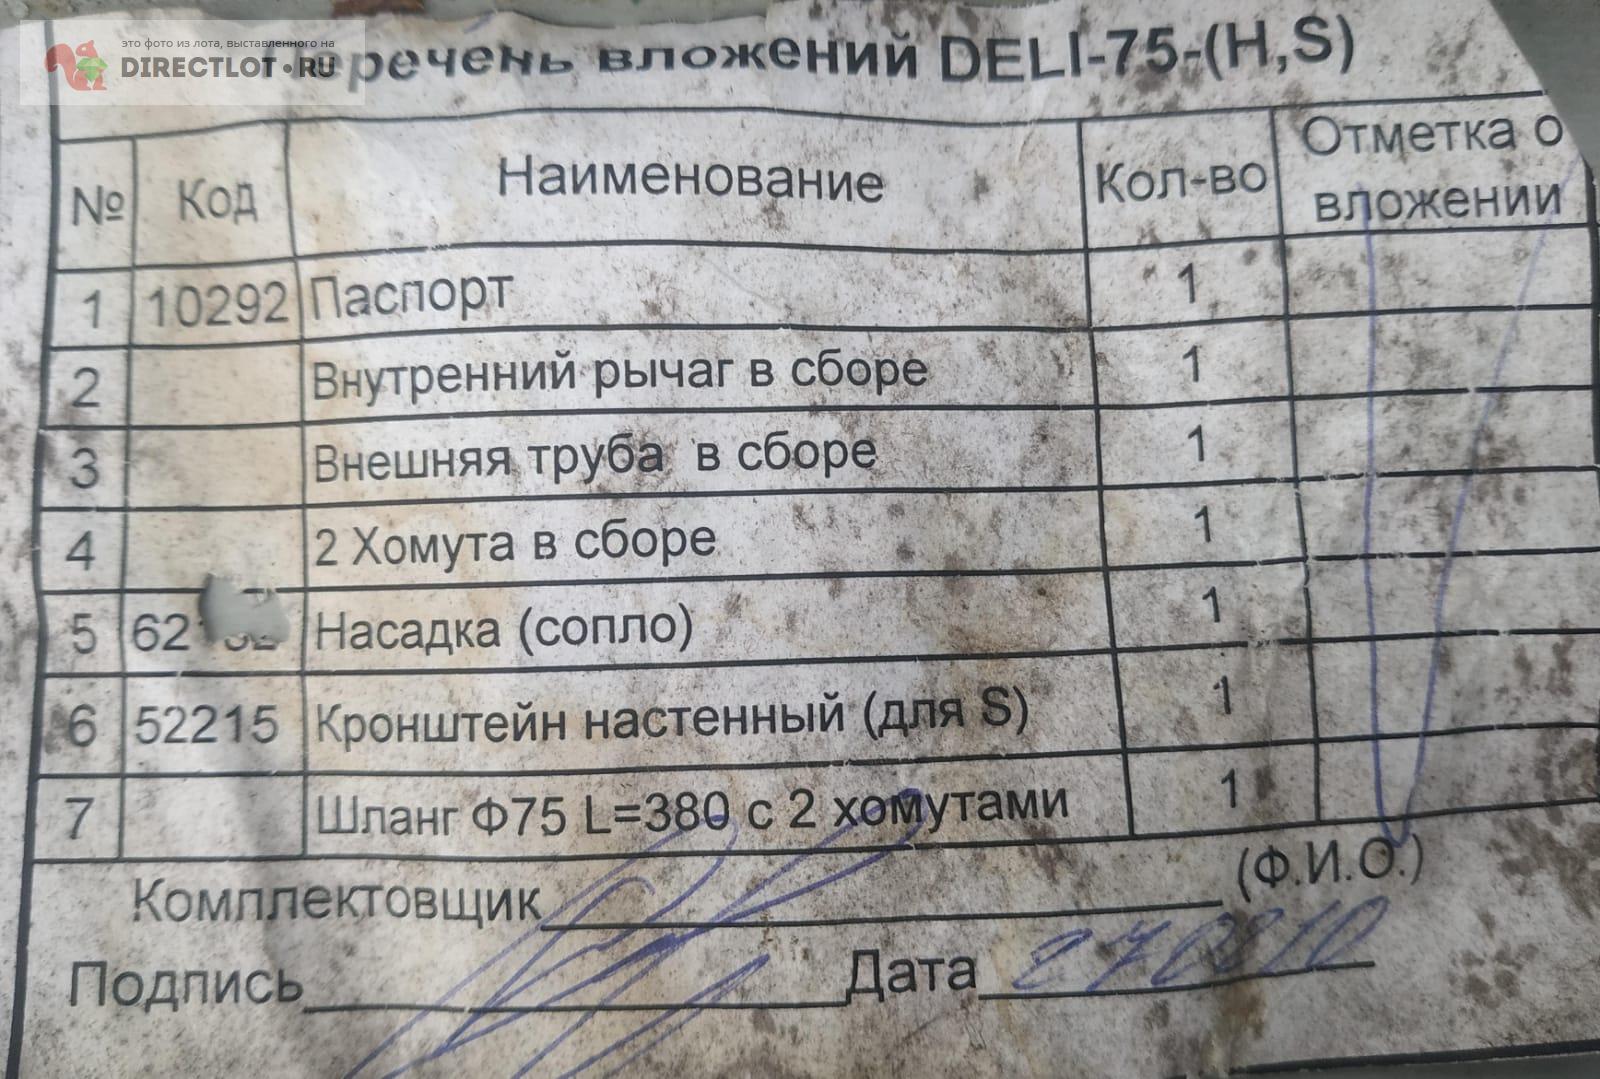 это фото из лота, выставленного на
DIRECTLOT.RU
речень вложений DELI-75-(H,S)
№ Код Наименование Кол-во Отметка о вложении
1 10292 Паспорт 1
2 Внутренний рычаг в сборе 1
3 Внешняя труба в сборе 1
4 2 Хомута в сборе 1
5 Насадка (сопло) 1
6 52215 Кронштейн настенный (для S) 1
7 Шланг Ф75 L=380 с 2 хомутами 1
Комплектовщик (Ф.И.О.)
Подпись Дата